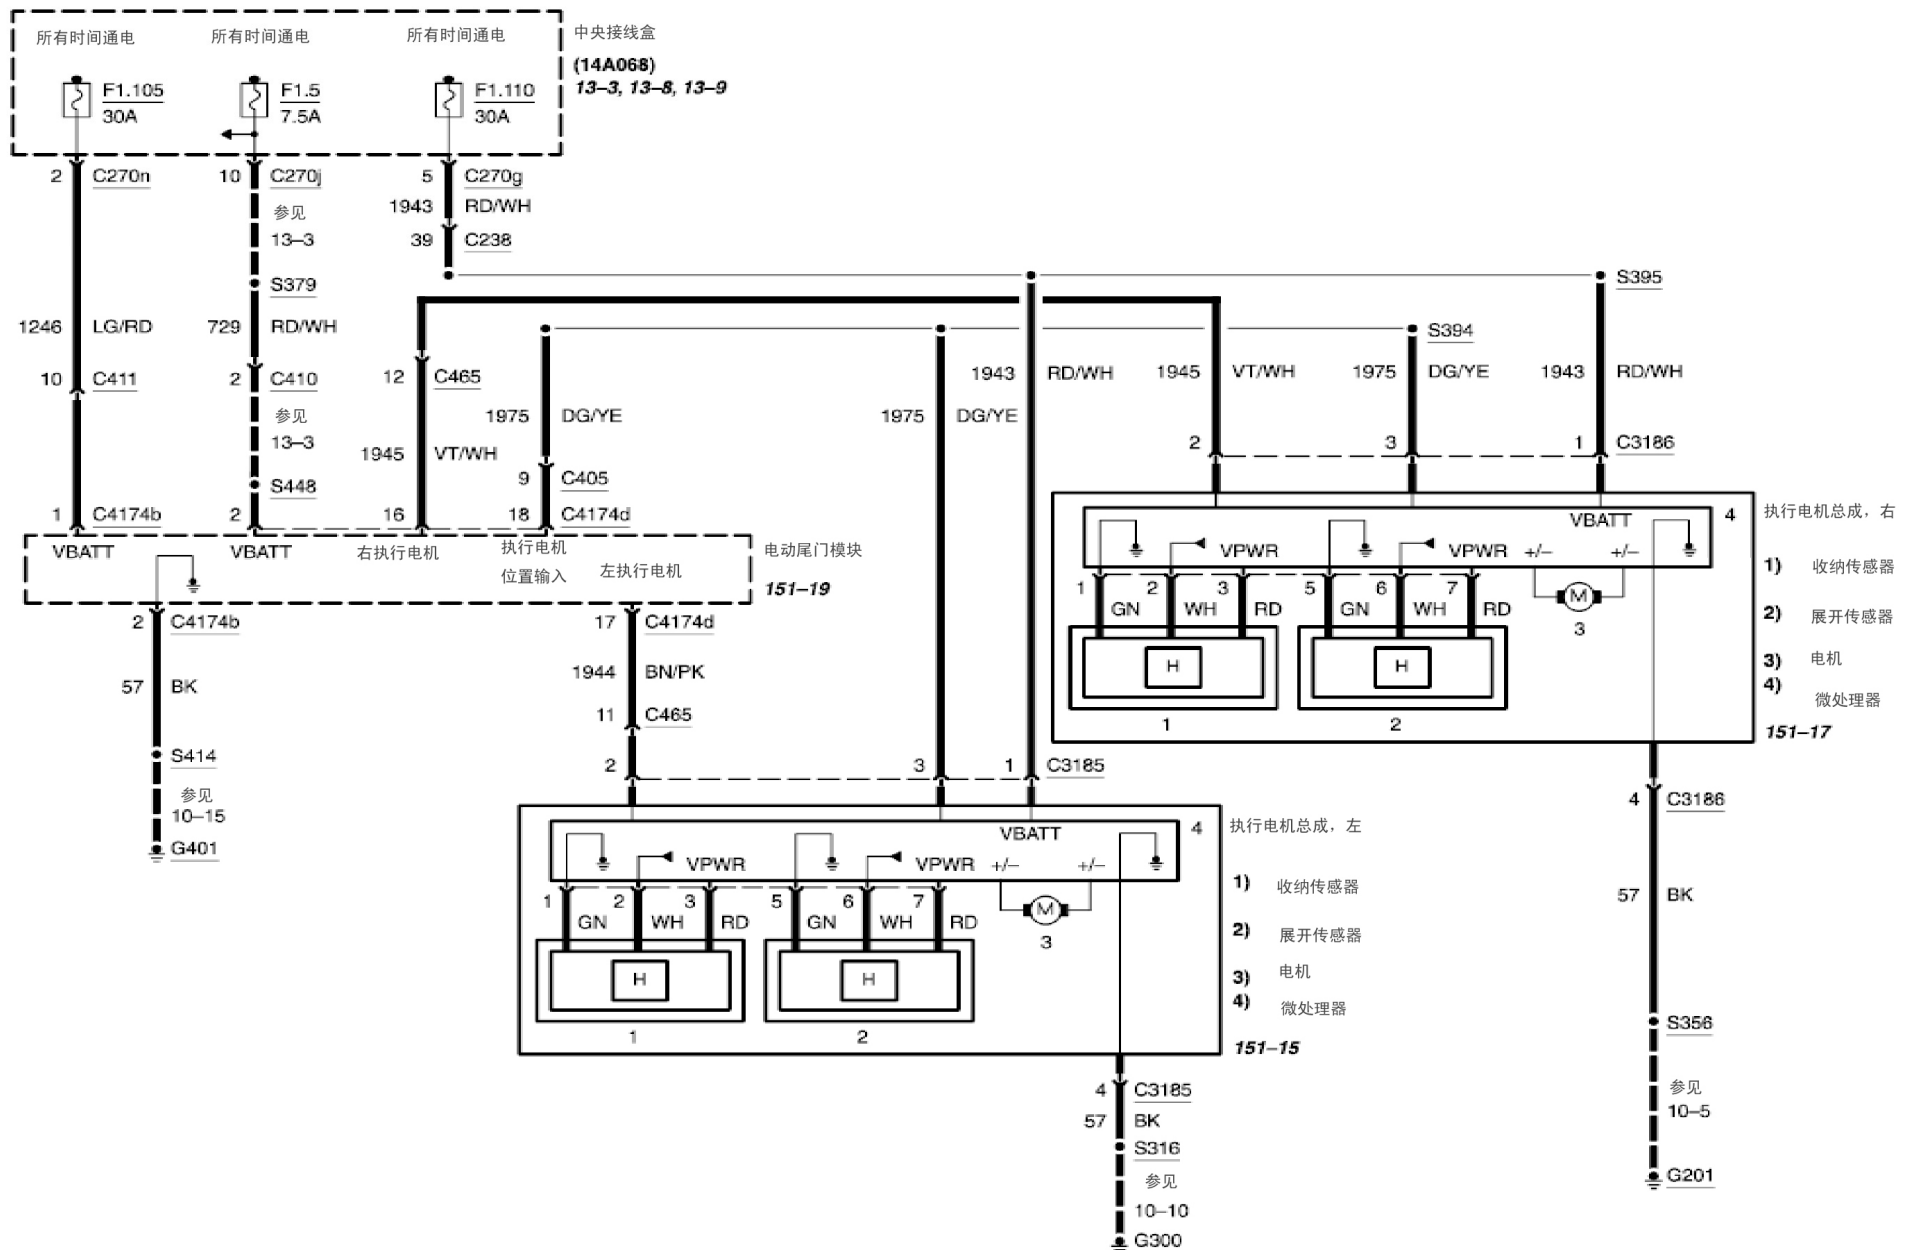 所有时间通电 所有时间通电 所有时间通电 中央接线盒
(14A068)
13–3, 13–8, 13–9
F1.105 F1.5 F1.110
30A 7.5A 30A
2 C270n 10 C270j 5 C270g
参见 1943 RD/WH
13–3 39 C238
S379 S395
1246 LG/RD 729 RD/WH S394
10 C411 2 C410 12 C465 1943 RD/WH 1945 VT/WH 1975 DG/YE 1943 RD/WH
参见 1975 DG/YE 1975 DG/YE
13–3 1945 VT/WH 2 3 1 C3186
S448 9 C405
1 C4174b 2 16 18 C4174d
VBATT VBATT 右执行电机 执行电机
位置输入 左执行电机
电动尾门模块
151–19
VBATT 4 执行电机总成，右
VPWR VPWR +/– +/–
1 2 3 5 6 7 M
GN WH RD GN WH RD 3
H H
1 2
1) 收纳传感器
2) 展开传感器
3) 电机
4) 微处理器
151–17
2 C4174b 17 C4174d
57 BK 1944 BN/PK
11 C465
S414 2 3 1 C3185
参见
10–15
G401
VBATT 4 执行电机总成，左
VPWR VPWR +/– +/–
1 2 3 5 6 7 M
GN WH RD GN WH RD 3
H H
1 2
1) 收纳传感器
2) 展开传感器
3) 电机
4) 微处理器
151–15
4 C3186
57 BK
S356
参见
10–5
G201
4 C3185
57 BK
S316
参见
10–10
G300